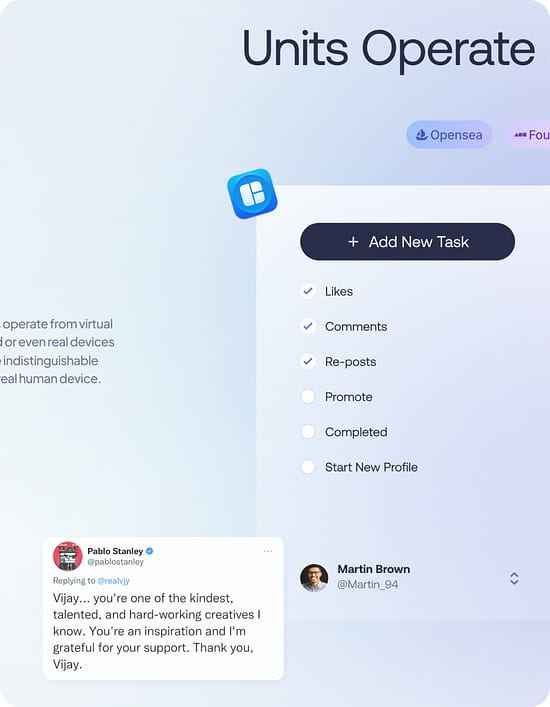 Units Operate
Opensea
Fou
+ Add New Task
Likes
Comments
Re-posts
Promote
Completed
Start New Profile
operate from virtual
or even real devices
indistinguishable
real human device.
Pablo Stanley
@pablostanley
Replying to @realvjy
Vijay... you're one of the kindest,
talented, and hard-working creatives I
know. You're an inspiration and I'm
grateful for your support. Thank you,
Vijay.
Martin Brown
@Martin_94